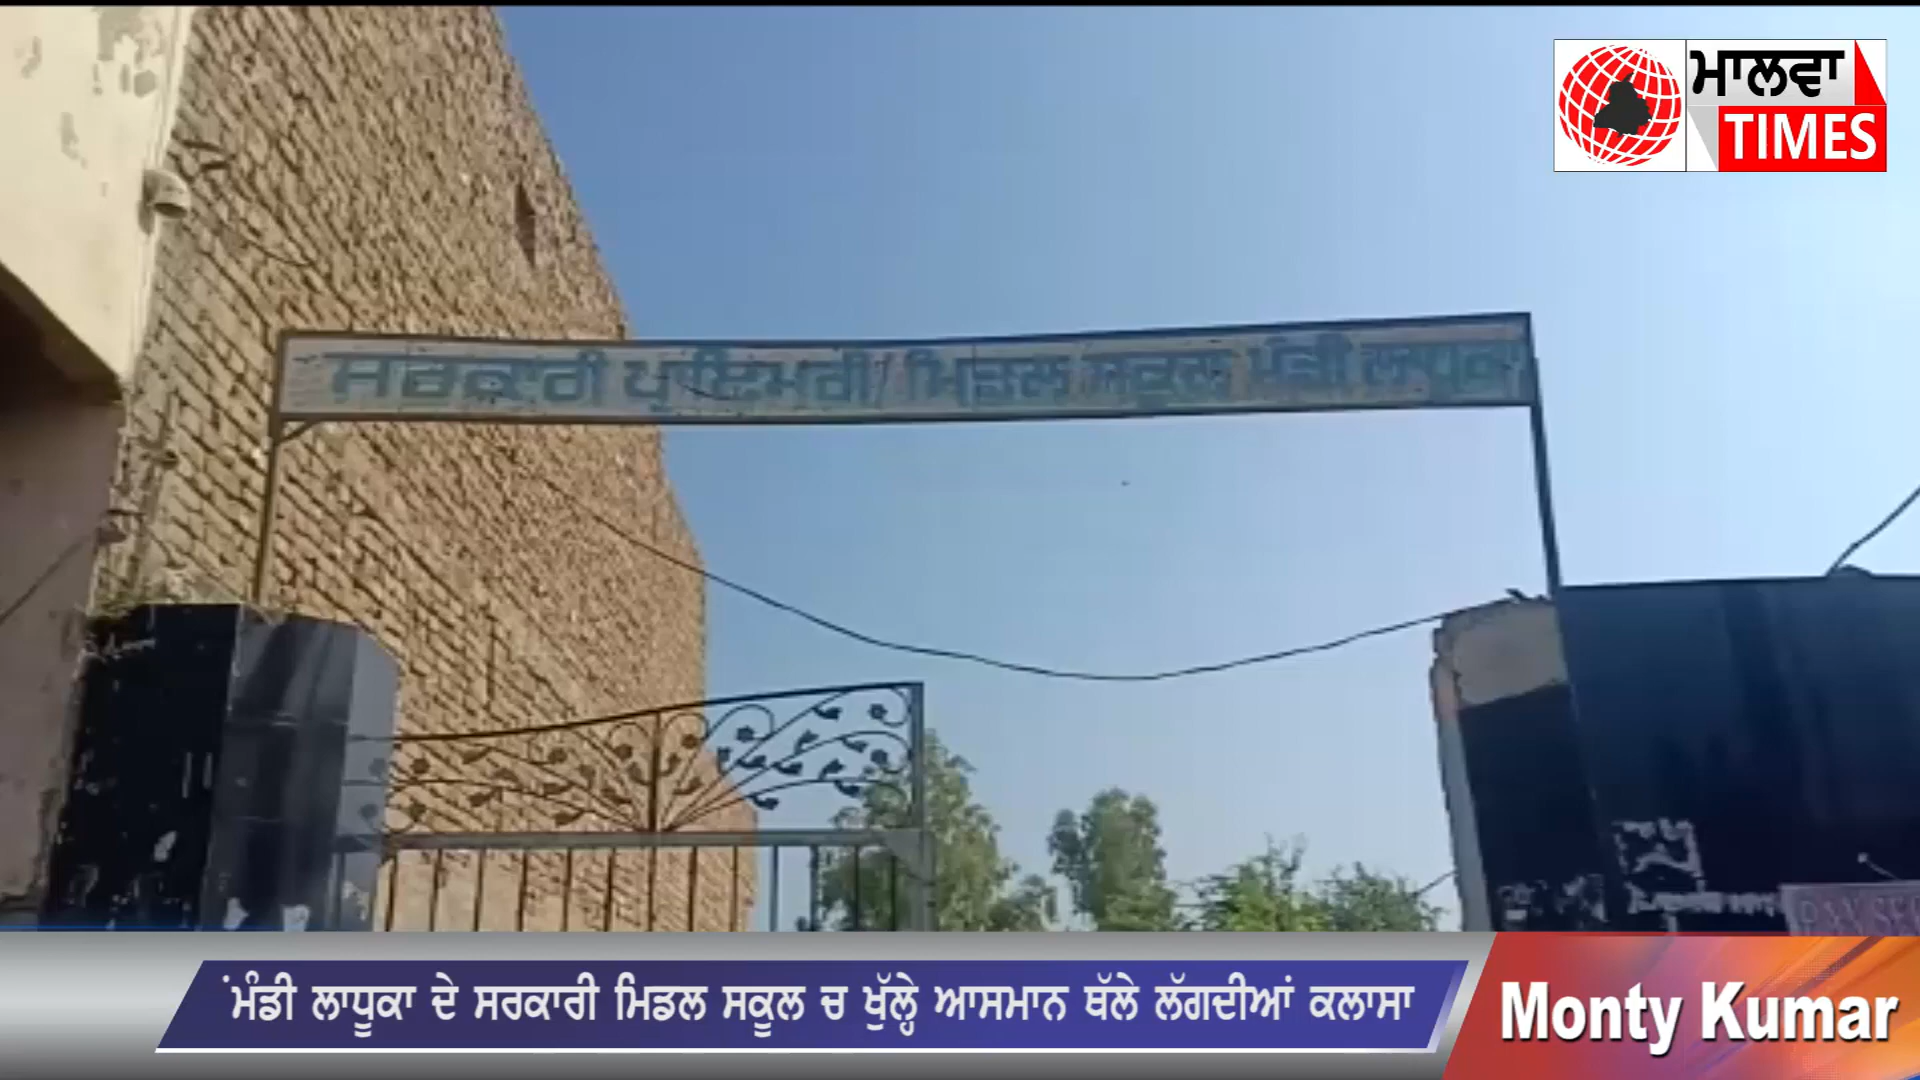 ਮਾਲਵਾ
TIMES
ਸਰਕਾਰੀ ਪ੍ਰਾਇਮਰੀ/ ਮਿਡਲ ਸਕੂਲ ਮੰਡੀ ਲਾਧੂਕਾ
ਮੰਡੀ ਲਾਧੂਕਾ ਦੇ ਸਰਕਾਰੀ ਮਿਡਲ ਸਕੂਲ ਚ ਖੁੱਲ੍ਹੇ ਆਸਮਾਨ ਥੱਲੇ ਲੱਗਦੀਆਂ ਕਲਾਸਾ
Monty Kumar